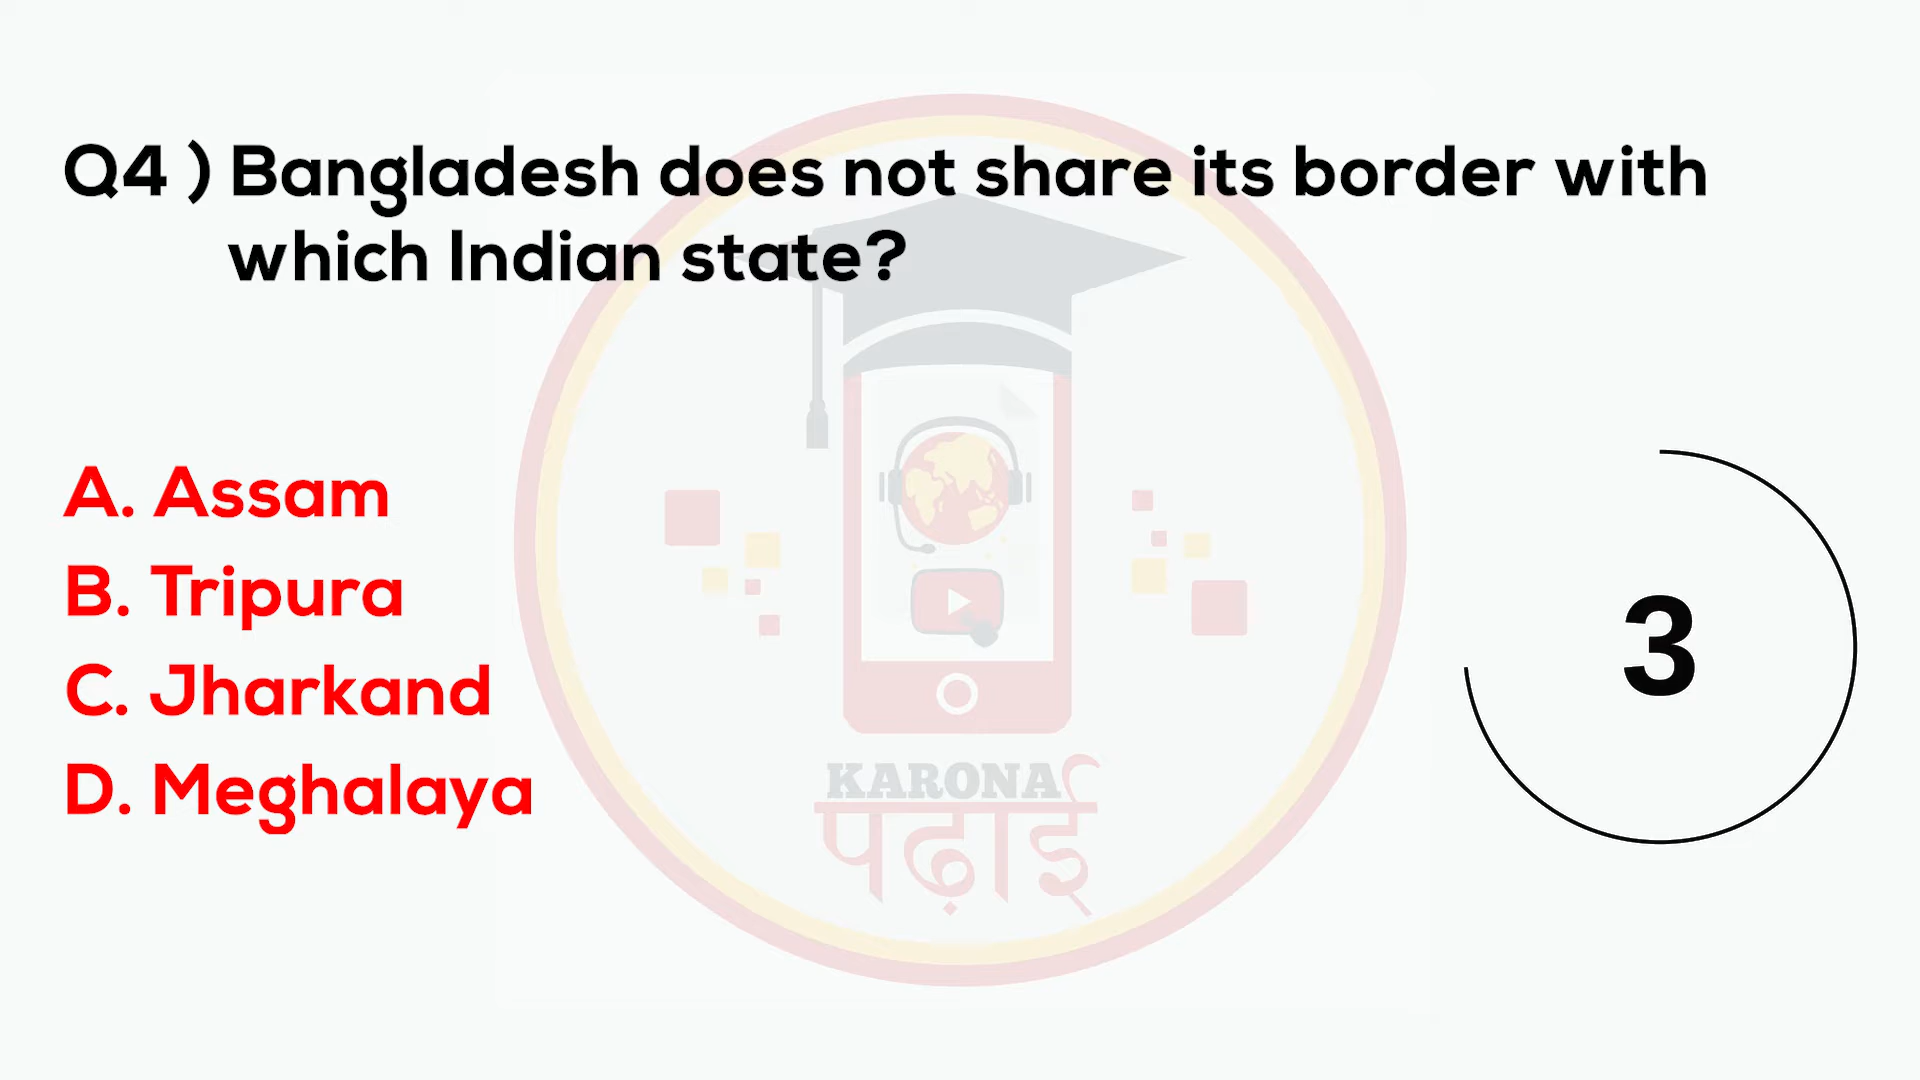 Q4 ) Bangladesh does not share its border with
which Indian state?
A. Assam
B. Tripura
C. Jharkand
D. Meghalaya
3
KARONA
पढ़ाई